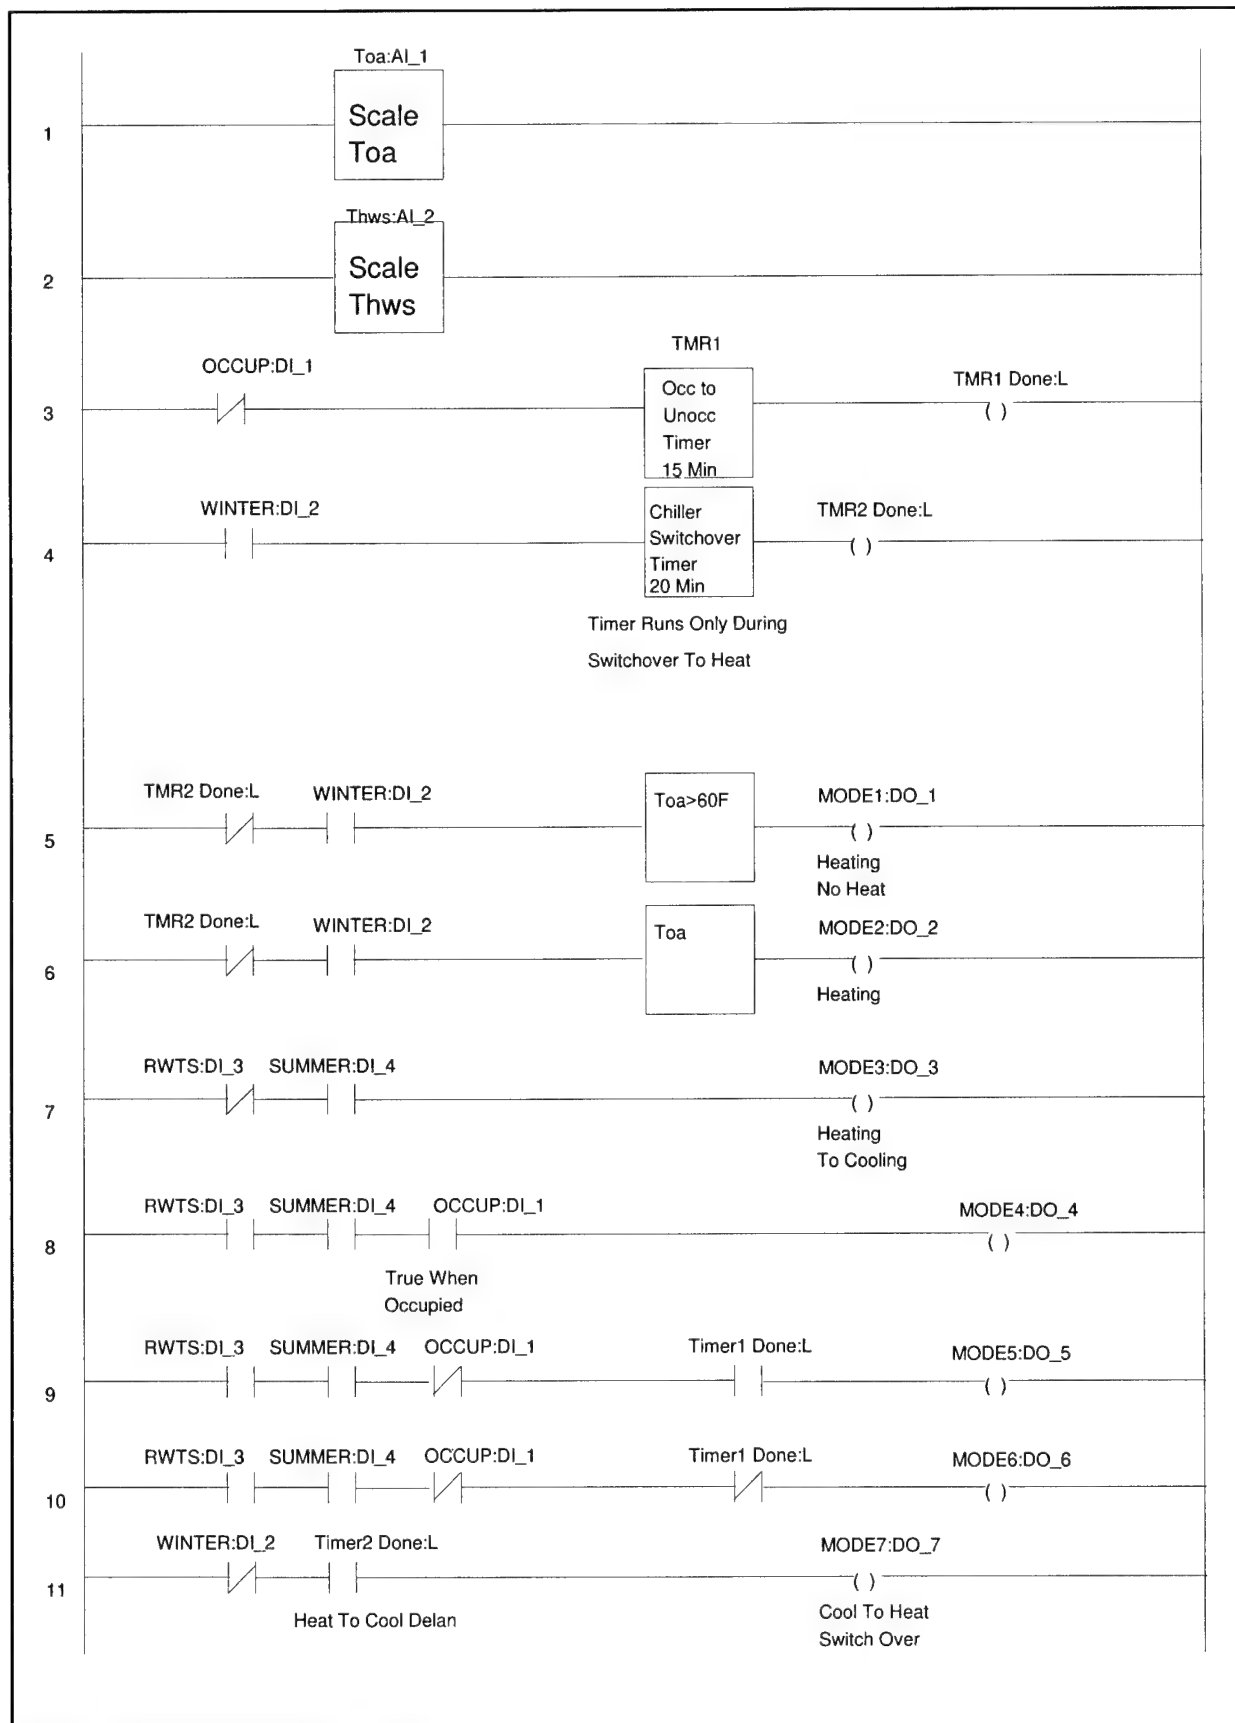 Toa:AI_1
1
Scale
Toa
Thws:AI_2
2
Scale
Thws
TMR1
OCCUP:DI_1
TMR1 Done:L
3
Occ to
Unocc
Timer
15 Min
( )
WINTER:DI_2
TMR2 Done:L
4
Chiller
Switchover
Timer
20 Min
( )
Timer Runs Only During
Switchover To Heat
TMR2 Done:L WINTER:DI_2
Toa>60F
MODE1:DO_1
5
( )
Heating
No Heat
TMR2 Done:L WINTER:DI_2
Toa
MODE2:DO_2
6
( )
Heating
RWTS:DI_3 SUMMER:DI_4
MODE3:DO_3
7
( )
Heating
To Cooling
RWTS:DI_3 SUMMER:DI_4 OCCUP:DI_1
MODE4:DO_4
8
( )
True When
Occupied
RWTS:DI_3 SUMMER:DI_4 OCCUP:DI_1
Timer1 Done:L
MODE5:DO_5
9
( )
RWTS:DI_3 SUMMER:DI_4 OCCUP:DI_1
Timer1 Done:L
MODE6:DO_6
10
( )
WINTER:DI_2 Timer2 Done:L
MODE7:DO_7
11
( )
Heat To Cool Delan
Cool To Heat
Switch Over